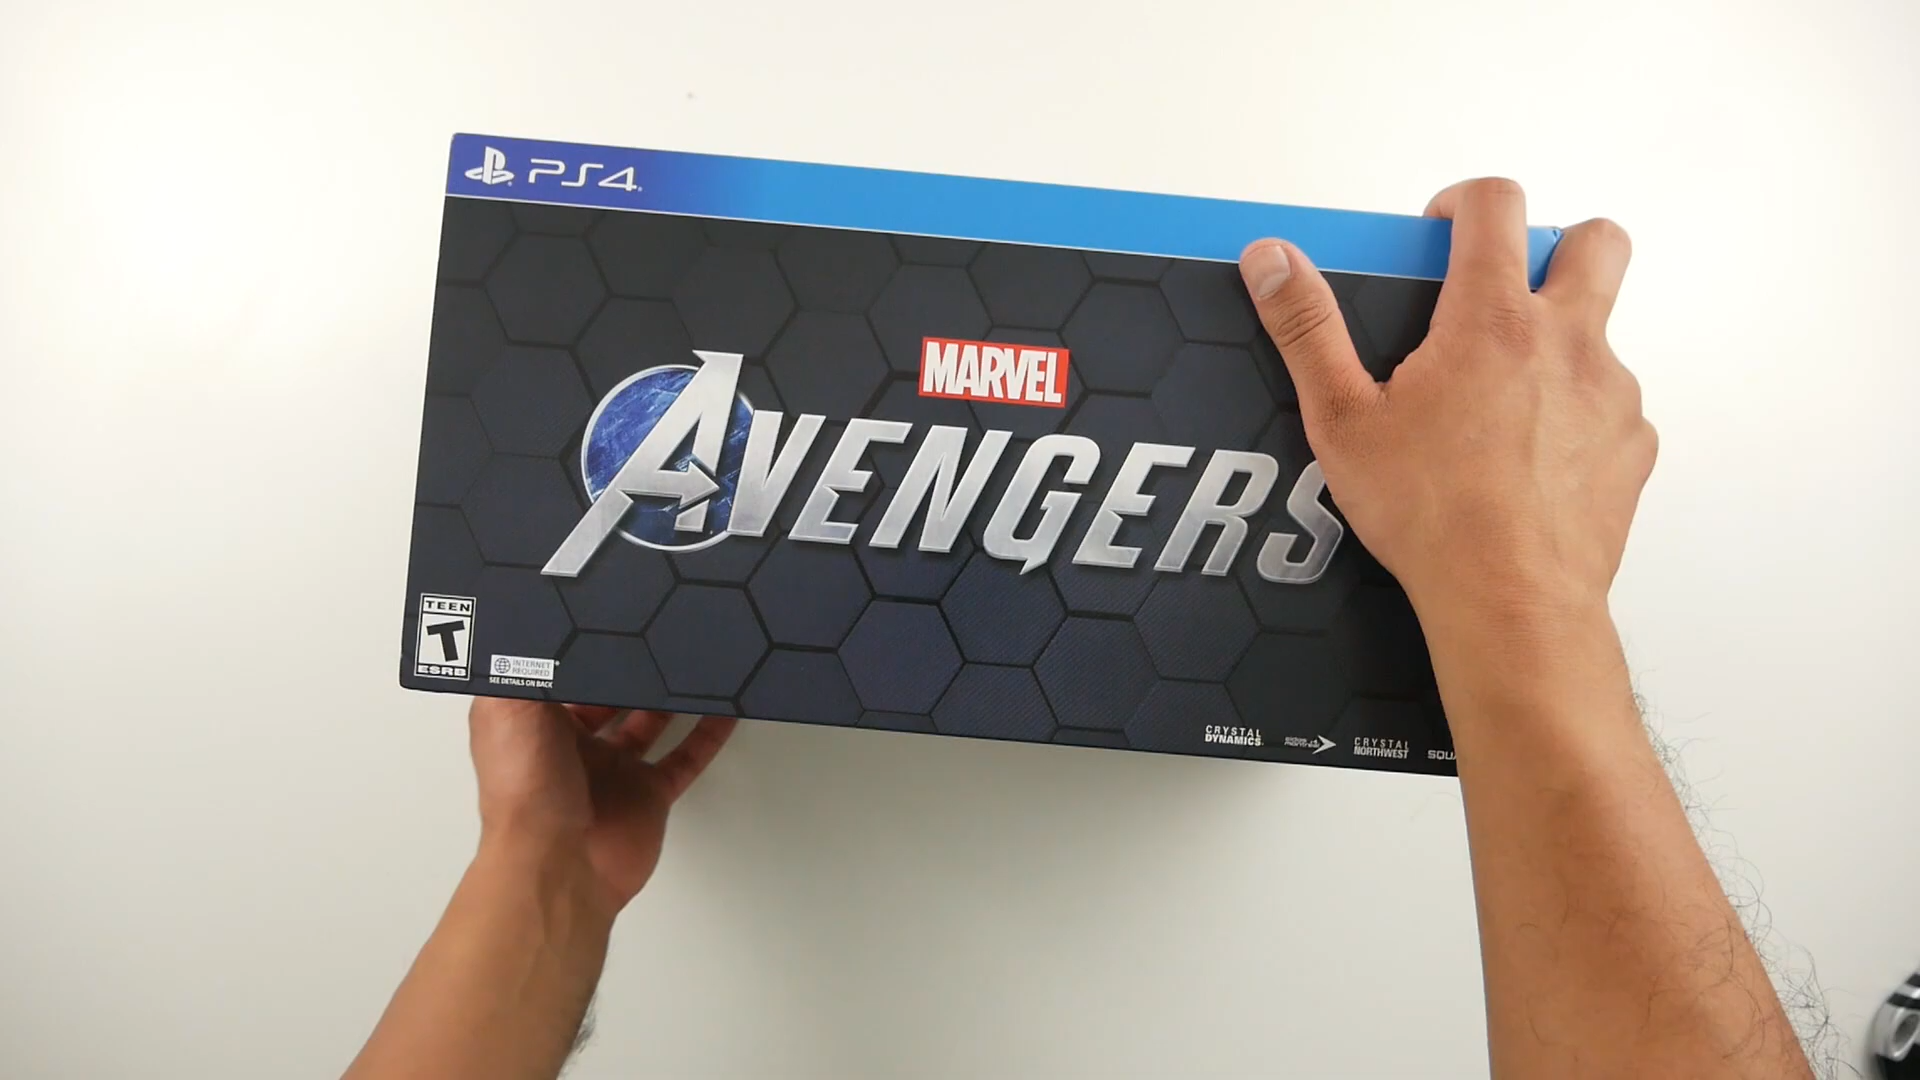 PS4
MARVEL
AVENGERS
TEEN
T
ESRB
INTERNET
REQUIRED
SEE DETAILS ON BACK
CRYSTAL
DYNAMICS
CRYSTAL
NORTHWEST